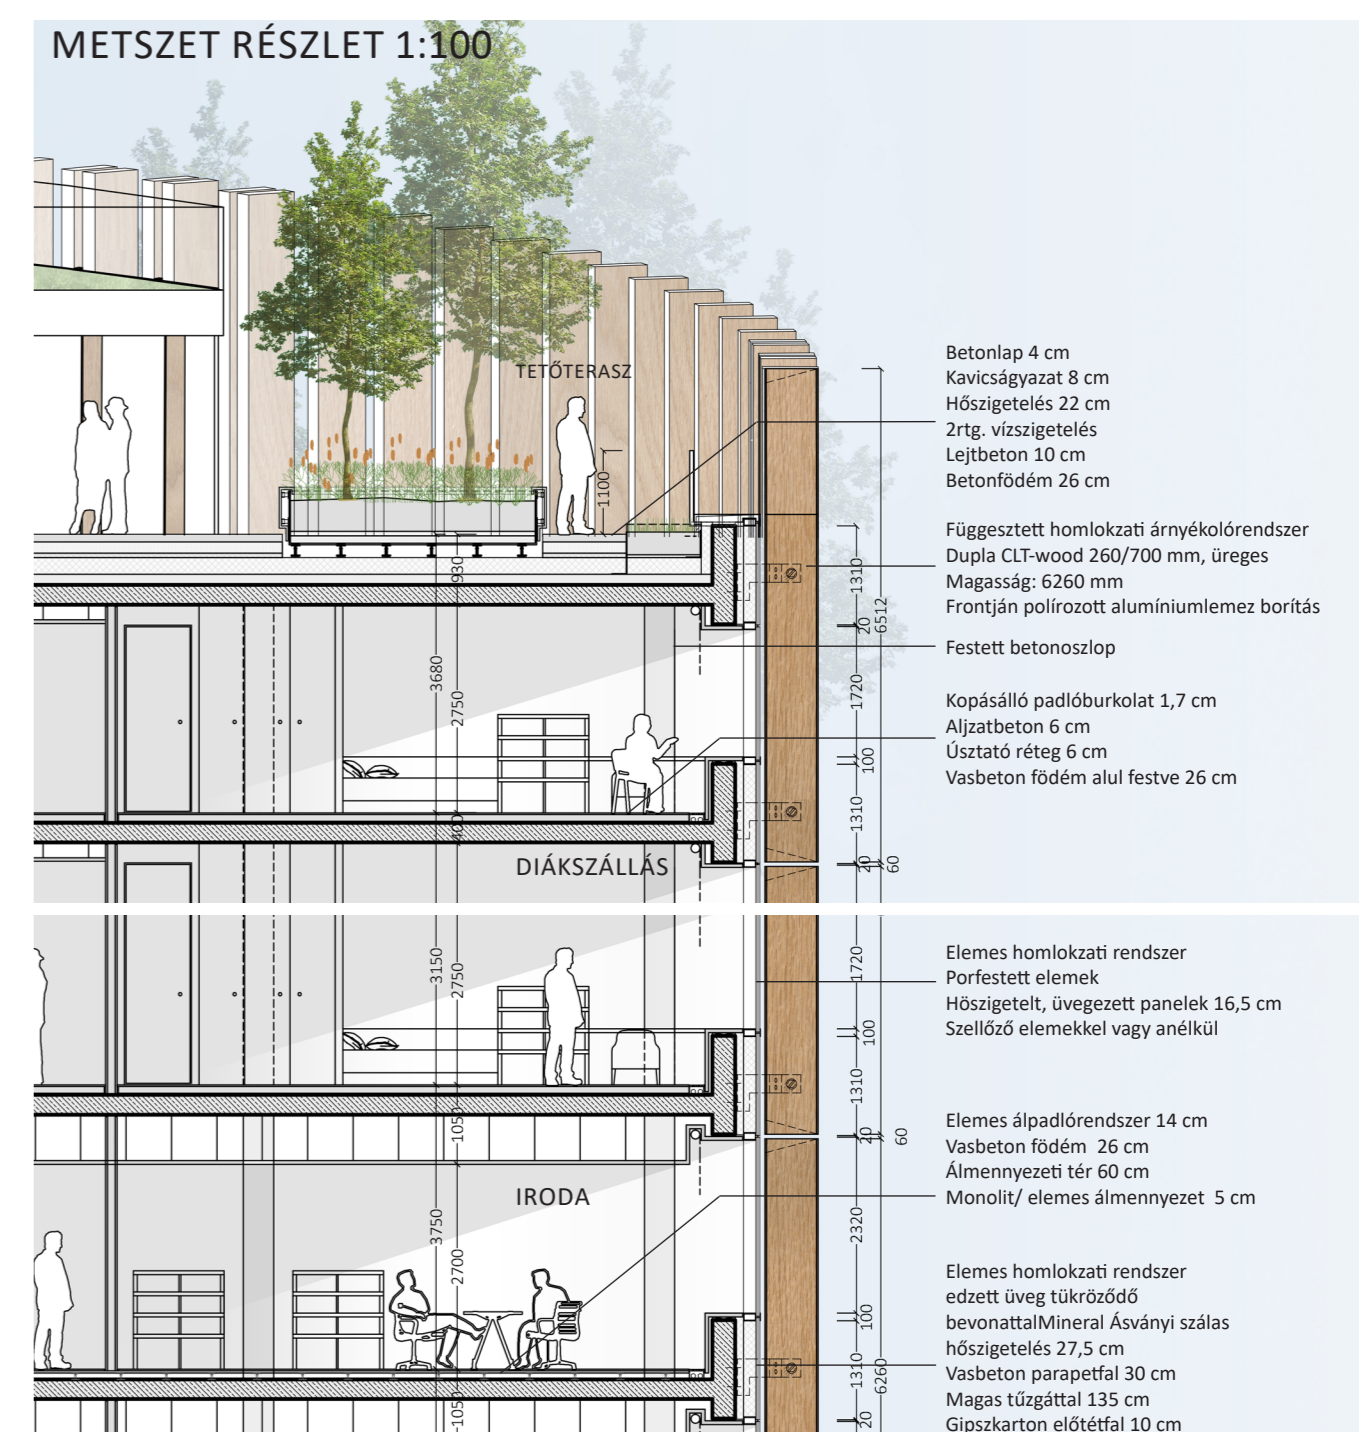 METSZET RÉSZLET 1:100
TETŐTERASZ
1100
930
3680
2750
400
DIÁKSZÁLLÁS
3150
2750
1050
IRODA
3750
2700
1050
1310
20
6512
1720
100
1310
20
60
1720
100
1310
20
60
2320
100
1310
6260
20
Betonlap 4 cm
Kavicságyazat 8 cm
Hőszigetelés 22 cm
2rtg. vízszigetelés
Lejtbeton 10 cm
Betonfödém 26 cm
Függesztett homlokzati árnyékolórendszer
Dupla CLT-wood 260/700 mm, üreges
Magasság: 6260 mm
Frontján polírozott alumíniumlemez borítás
Festett betonoszlop
Kopásálló padlóburkolat 1,7 cm
Aljzatbeton 6 cm
Úsztató réteg 6 cm
Vasbeton födém alul festve 26 cm
Elemes homlokzati rendszer
Porfestett elemek
Höszigetelt, üvegezett panelek 16,5 cm
Szellőző elemekkel vagy anélkül
Elemes álpadlórendszer 14 cm
Vasbeton födém 26 cm
Álmennyezeti tér 60 cm
Monolit/ elemes álmennyezet 5 cm
Elemes homlokzati rendszer
edzett üveg tükröződő
bevonattalMineral Ásványi szálas
hőszigetelés 27,5 cm
Vasbeton parapetfal 30 cm
Magas tűzgáttal 135 cm
Gipszkarton előtétfal 10 cm